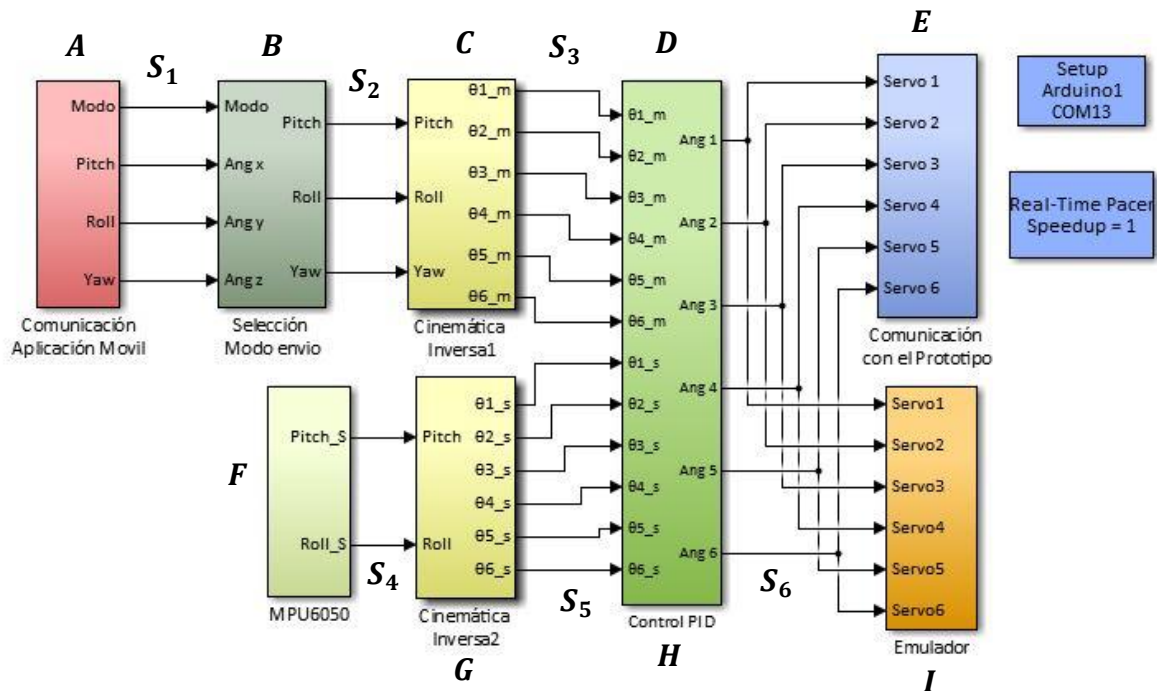 A
S₁
B
S₂
C
S₃
D
E
Modo
Pitch
Roll
Yaw
Comunicación
Aplicación Movil
Modo
Ang x
Ang y
Ang z
Pitch
Roll
Yaw
Selección
Modo envio
Pitch
Roll
Yaw
θ1_m
θ2_m
θ3_m
θ4_m
θ5_m
θ6_m
Cinemática
Inversa1
θ1_m
θ2_m
θ3_m
θ4_m
θ5_m
θ6_m
θ1_s
θ2_s
θ3_s
θ4_s
θ5_s
θ6_s
Ang 1
Ang 2
Ang 3
Ang 4
Ang 5
Ang 6
Control PID
H
Servo 1
Servo 2
Servo 3
Servo 4
Servo 5
Servo 6
Comunicación
con el Prototipo
Setup
Arduino1
COM13
Real-Time Pacer
Speedup = 1
F
Pitch_S
Roll_S
MPU6050
S₄
Pitch
Roll
θ1_s
θ2_s
θ3_s
θ4_s
θ5_s
θ6_s
Cinemática
Inversa2
G
S₅
S₆
Servo1
Servo2
Servo3
Servo4
Servo5
Servo6
Emulador
I